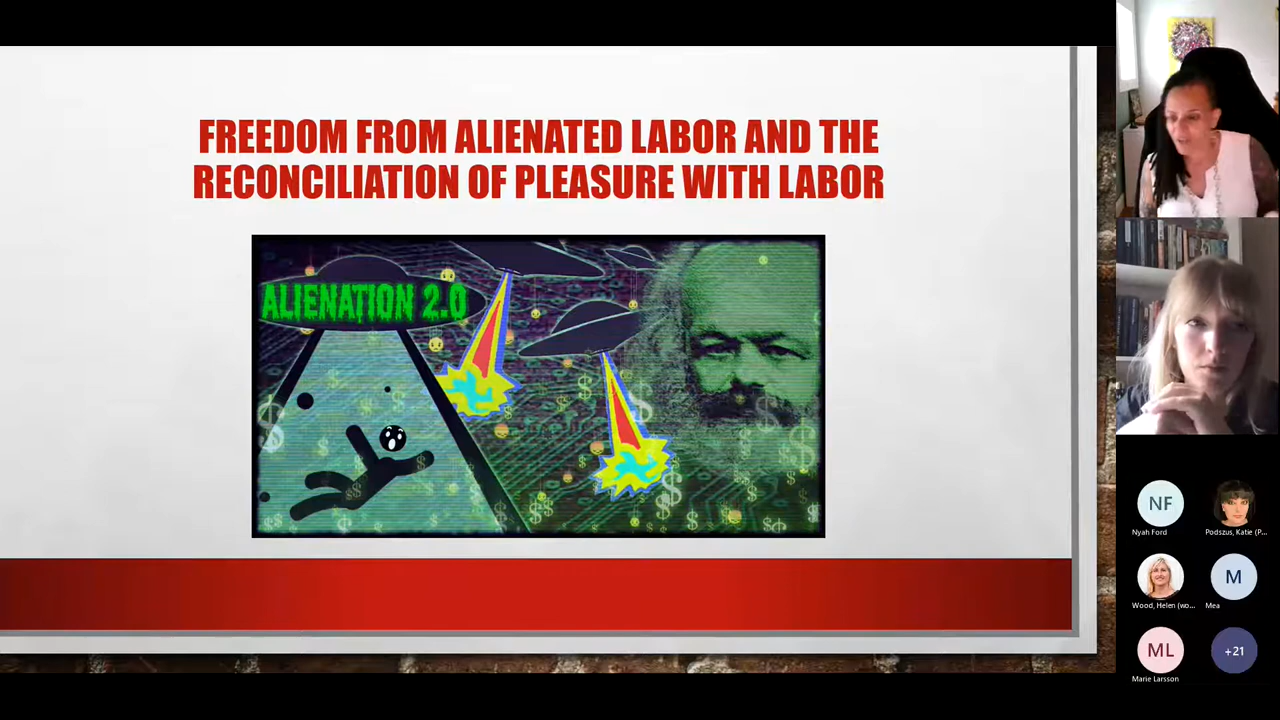 FREEDOM FROM ALIENATED LABOR AND THE
RECONCILIATION OF PLEASURE WITH LABOR
ALIENATION 2.0
NF
Nyah Ford
Podszus, Katie (P...
Wood, Helen (wo...
M
Mea
ML
Marie Larsson
+21